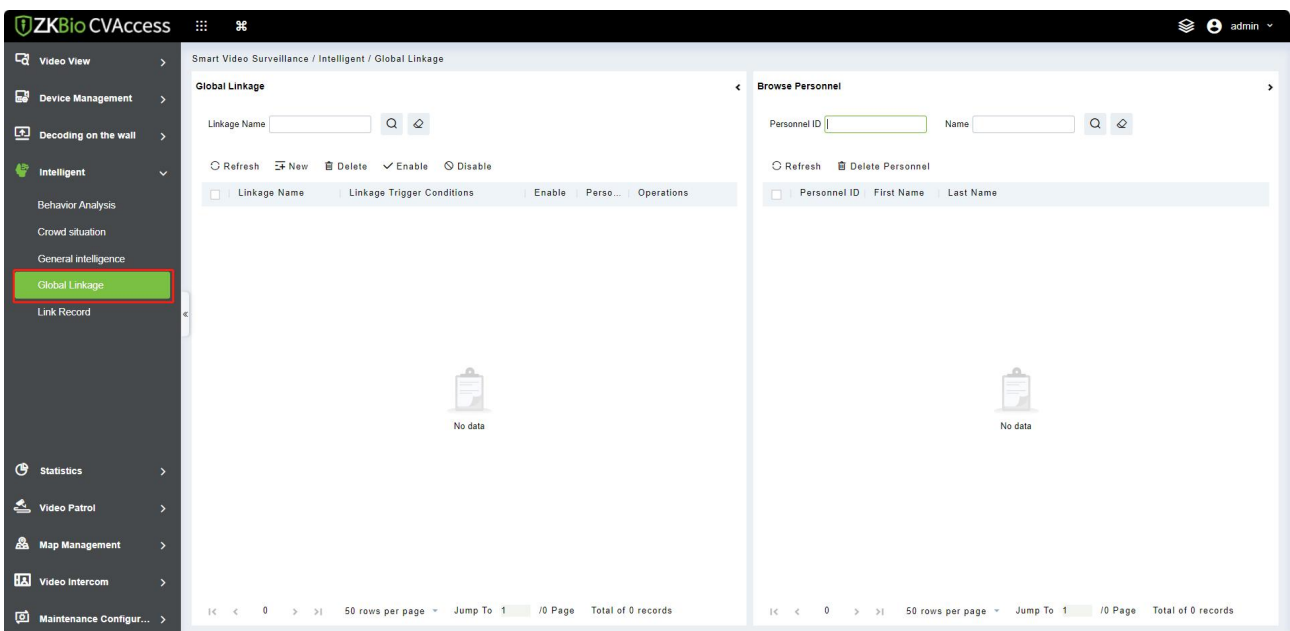 ZKBio CVAccess
admin
Video View
Device Management
Decoding on the wall
Intelligent
Behavior Analysis
Crowd situation
General intelligence
Global Linkage
Link Record
Statistics
Video Patrol
Map Management
Video Intercom
Maintenance Configur...
Smart Video Surveillance / Intelligent / Global Linkage
Global Linkage
Linkage Name
Refresh New Delete Enable Disable
Linkage Name Linkage Trigger Conditions Enable Perso... Operations
No data
0 50 rows per page Jump To 1 /0 Page Total of 0 records
Browse Personnel
Personnel ID Name
Refresh Delete Personnel
Personnel ID First Name Last Name
No data
0 50 rows per page Jump To 1 /0 Page Total of 0 records